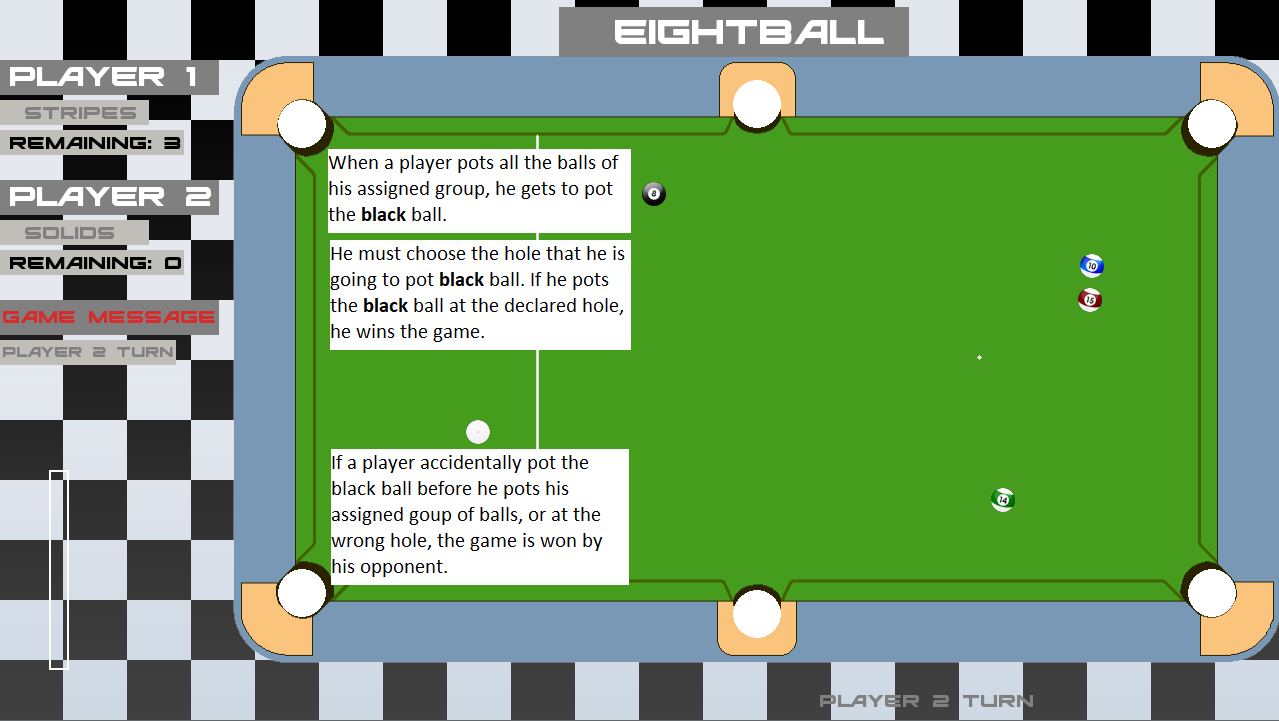 EIGHTBALL
PLAYER 1
STRIPES
REMAINING: 3
PLAYER 2
SOLIDS
REMAINING: 0
GAME MESSAGE
PLAYER 2 TURN
When a player pots all the balls of
his assigned group, he gets to pot
the black ball.
He must choose the hole that he is
going to pot black ball. If he pots
the black ball at the declared hole,
he wins the game.
If a player accidentally pot the
black ball before he pots his
assigned goup of balls, or at the
wrong hole, the game is won by
his opponent.
8
10
15
14
PLAYER 2 TURN